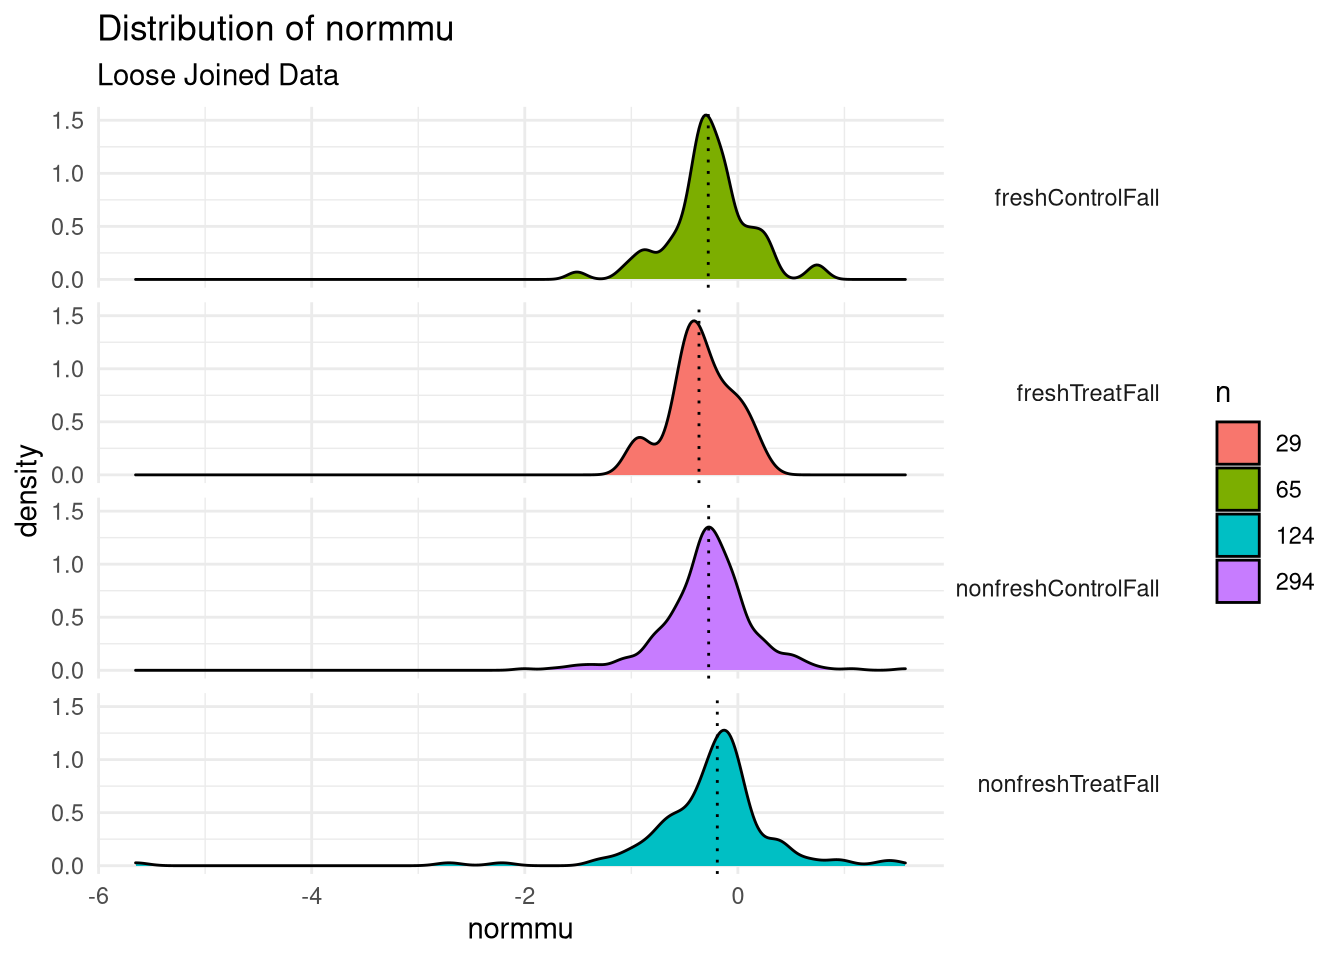 Distribution of normmu
Loose Joined Data
1.5
1.0
0.5
0.0
freshControlFall
1.5
1.0
0.5
0.0
freshTreatFall
1.5
1.0
0.5
0.0
nonfreshControlFall
1.5
1.0
0.5
0.0
nonfreshTreatFall
density
-6
-4
-2
0
normmu
n
29
65
124
294